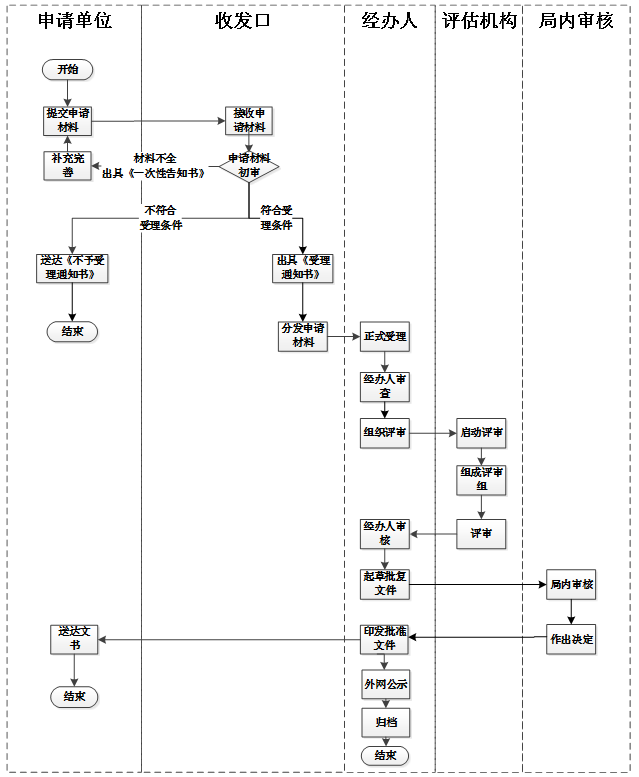 申请单位
收发口
经办人
评估机构
局内审核
开始
提交申请
材料
接收申
请材料
补充完
善
材料不全
出具《一次性告知书》
申请材料
初审
不符合
受理条件
符合受
理条件
送达《不予受
理通知书》
出具《受理
通知书》
结束
分发申请
材料
正式受理
经办人审
查
组织评审
启动评审
组成评审
组
经办人审
核
评审
起草批复
文件
局内审核
送达文
书
印发批准
文件
作出决定
结束
外网公示
归档
结束